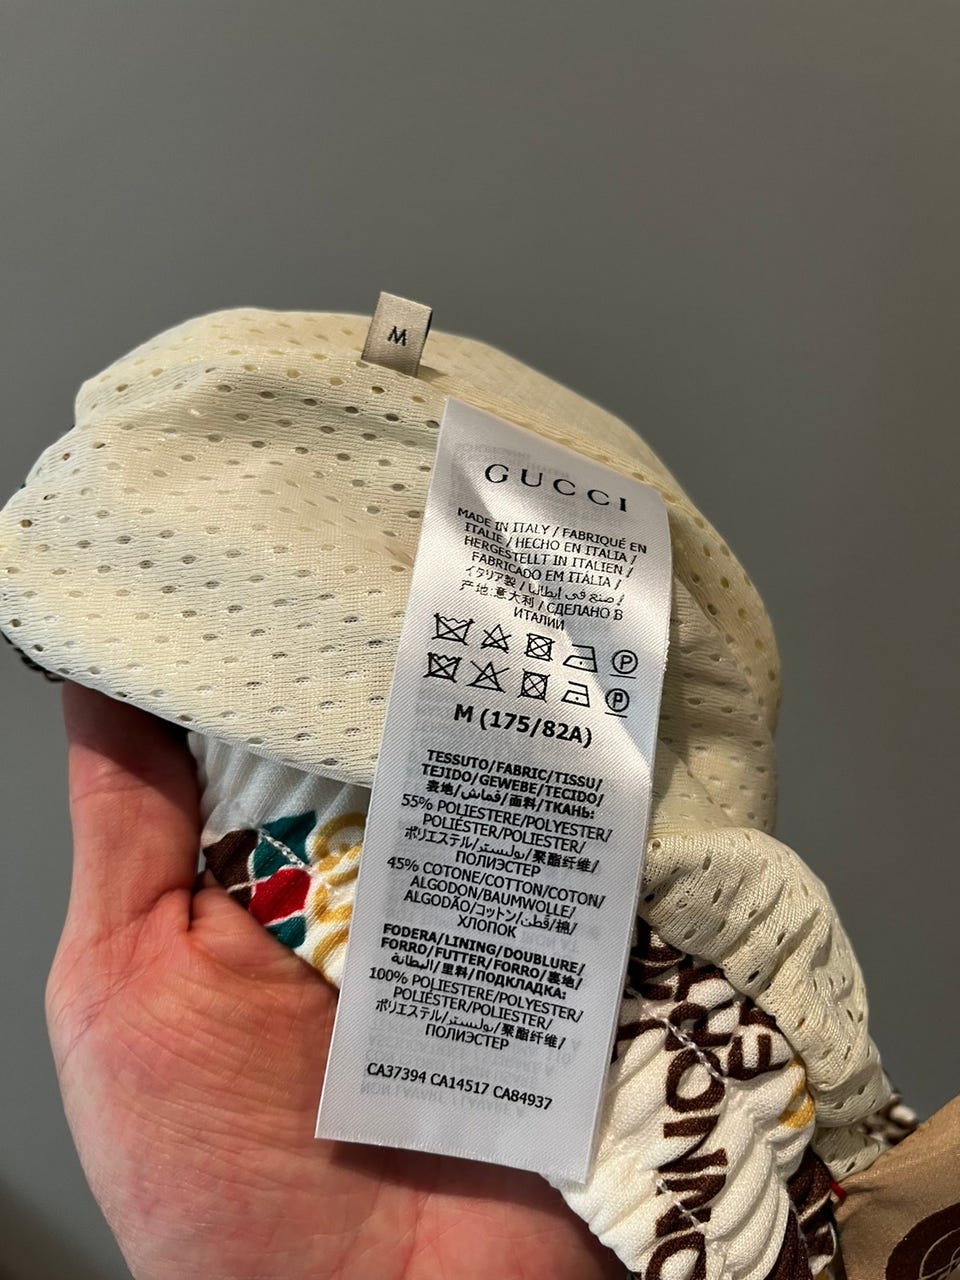 M
GUCCI
MADE IN ITALY / FABRIQUÉ EN
ITALIE / HECHO EN ITALIA /
HERGESTELLT IN ITALIEN /
FABRICADO EM ITÁLIA /
イタリア製 / صنع في ايطاليا /
产地:意大利 / СДЕЛАНО В
ИТАЛИИ
P
P
M (175/82A)
TESSUTO/FABRIC/TISSU/
TEJIDO/GEWEBE/TECIDO/
表地/قماش/面料/ТКАНЬ:
55% POLIESTERE/POLYESTER/
POLIÉSTER/POLIESTER/
ポリエステル/بوليستر/聚酯纤维/
ПОЛИЭСТЕР
45% COTONE/COTTON/COTON/
ALGODON/BAUMWOLLE/
ALGODÃO/コットン/قطن/棉/
ХЛОПОК
FODERA/LINING/DOUBLURE/
FORRO/FUTTER/FORRO/裏地/
البطانة/里料/ПОДКЛАДКА:
100% POLIESTERE/POLYESTER/
POLIÉSTER/POLIESTER/
ポリエステル/بوليستر/聚酯纤维/
ПОЛИЭСТЕР
CA37394 CA14517 CA84937